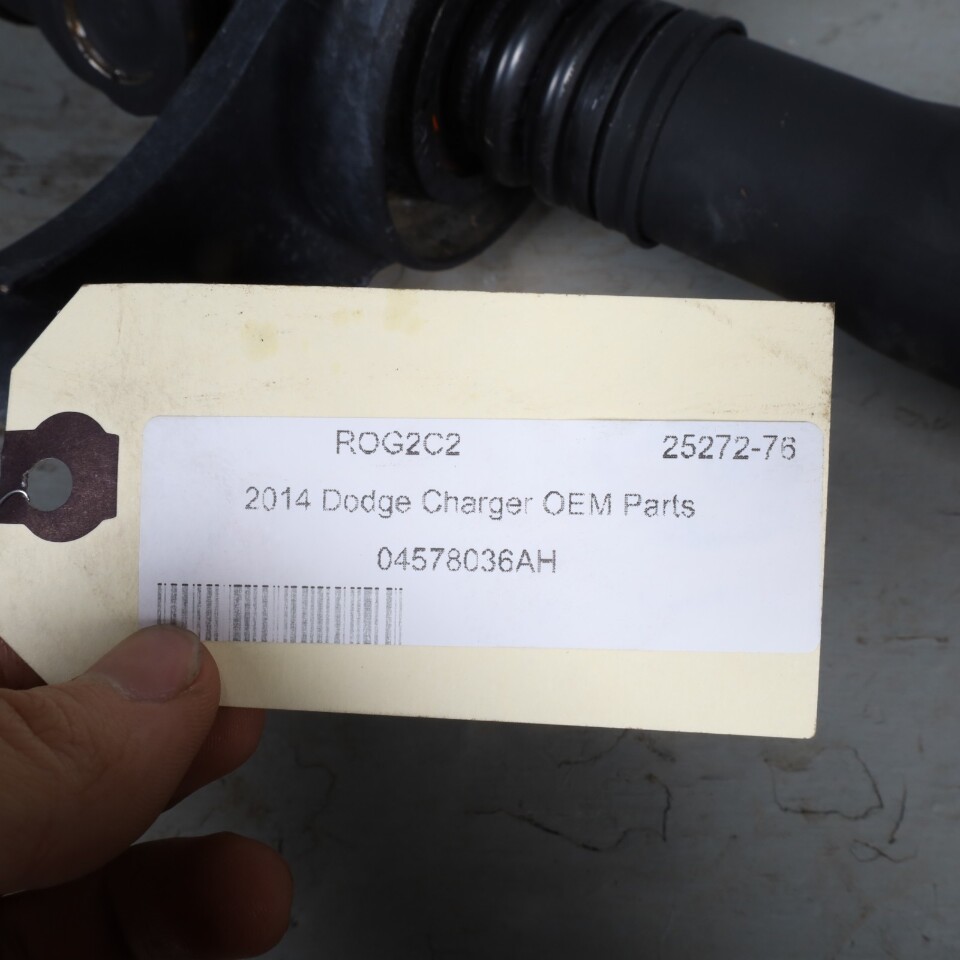 ROG2C2 25272-76
2014 Dodge Charger OEM Parts
04578036AH